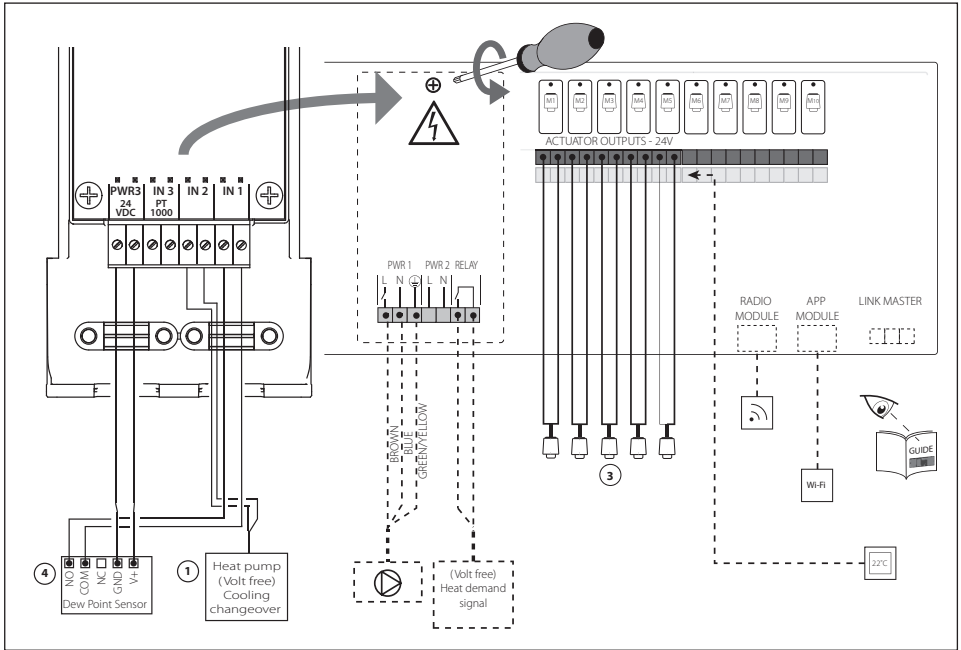 M1 M2 M3 M4 M5 M6 M7 M8 M9 M10
ACTUATOR OUTPUTS - 24V
PWR3 IN 3 IN 2 IN 1
24 PT
VDC 1000
PWR 1 PWR 2 RELAY
L N L N
RADIO
MODULE
APP
MODULE
LINK MASTER
BROWN
BLUE
GREEN/YELLOW
GUIDE
3
Wi-Fi
4
NO
COM
NC
GND
V+
Dew Point Sensor
1
Heat pump
(Volt free)
Cooling
changeover
(Volt free)
Heat demand
signal
22°C